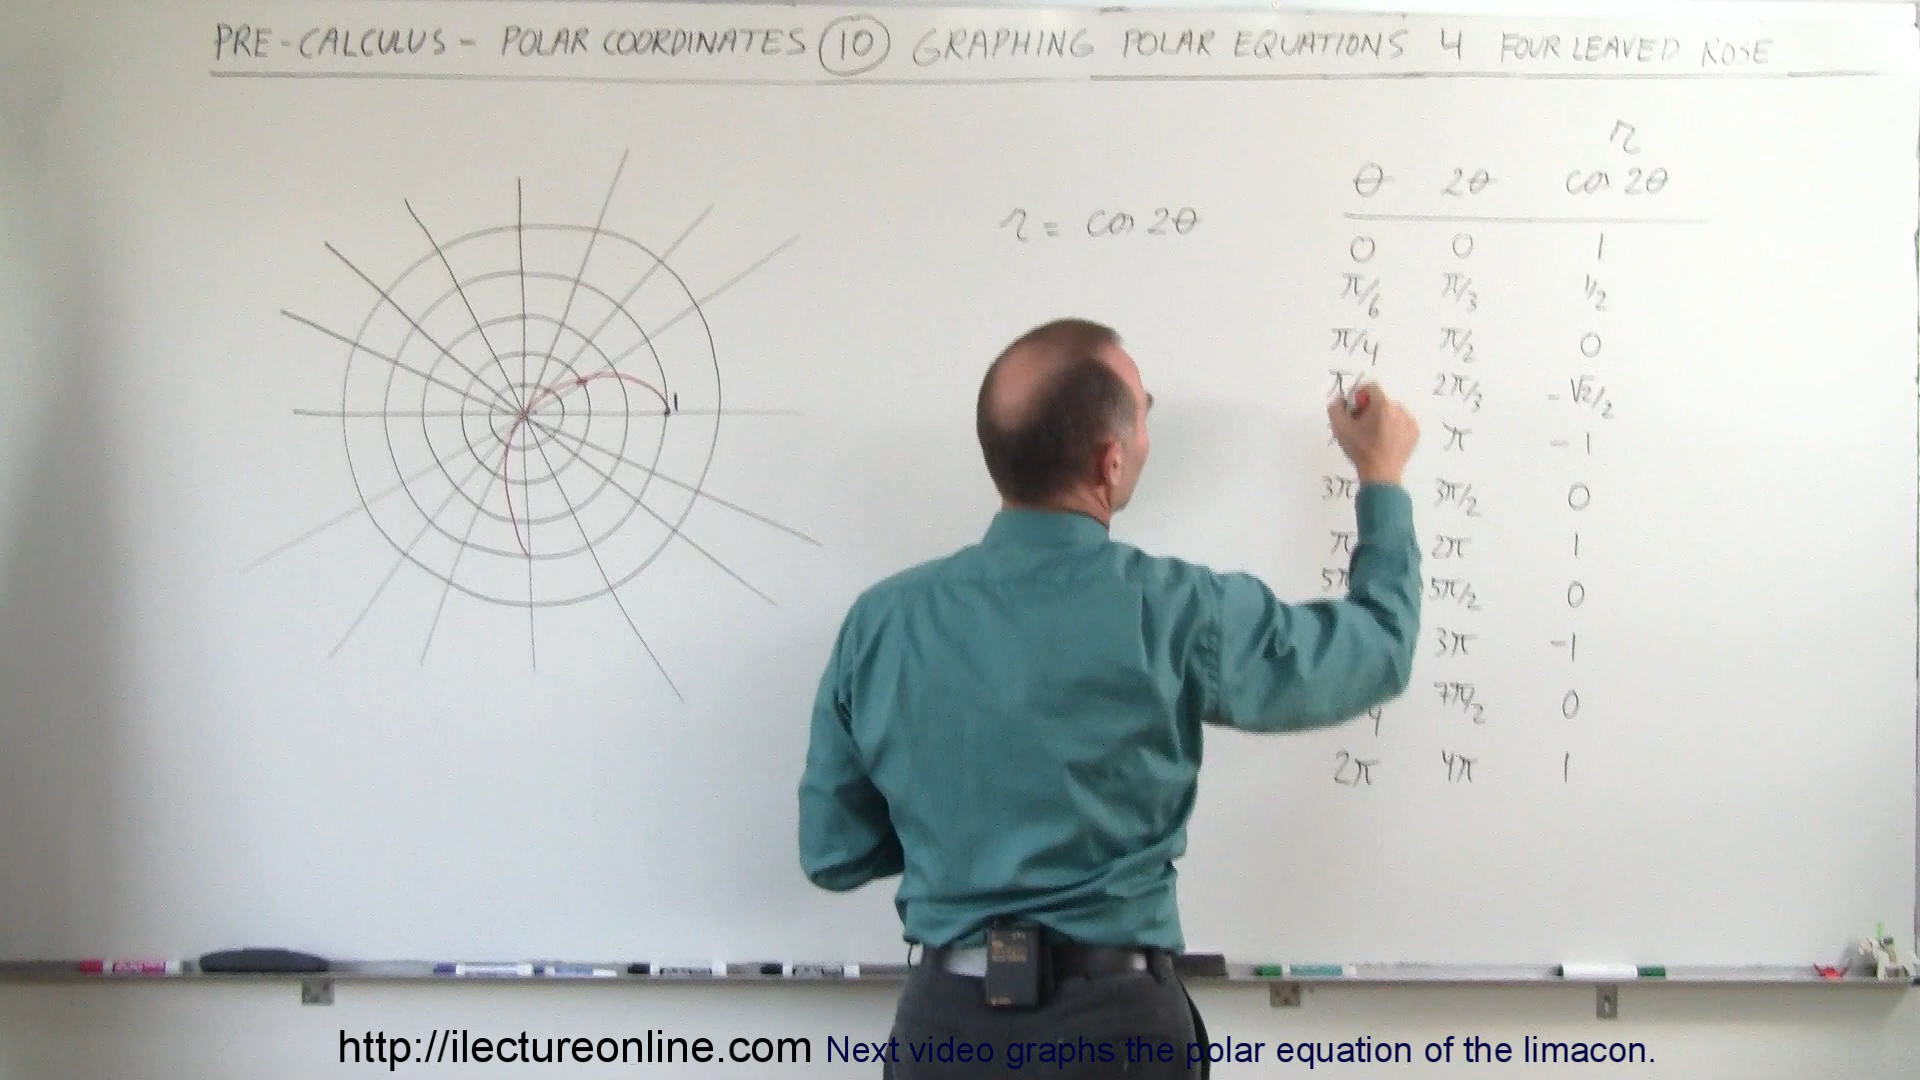 PRE-CALCULUS - POLAR COORDINATES 10 GRAPHING POLAR EQUATIONS 4 FOUR LEAVED ROSE
r
θ 2θ cos 2θ
r = cos 2θ
0 0 1
π/6 π/3 1/2
π/4 π/2 0
2π/3 -√2/2
π -1
1
3π 3π/2 0
π 2π 1
5π 5π/2 0
3π -1
4 7π/2 0
2π 4π 1
http://ilectureonline.com Next video graphs the polar equation of the limacon.